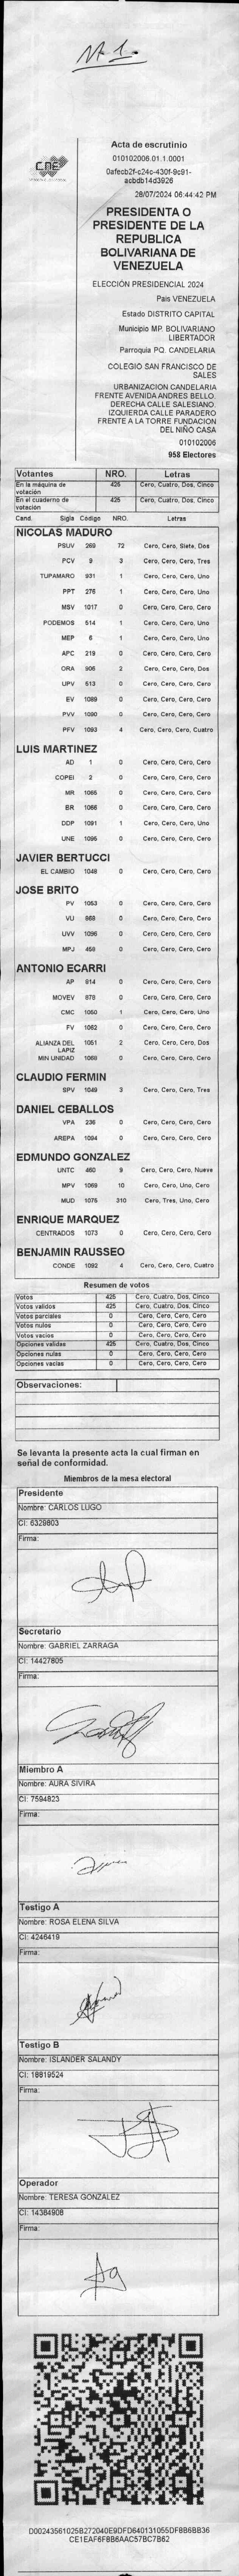 Nº 1.
CNE
Acta de escrutinio
010102006.01.1.0001
0afecb2f-c24c-430f-9c91-
acbdb14d3926
28/07/2024 06:44:42 PM
PRESIDENTA O
PRESIDENTE DE LA
REPUBLICA
BOLIVARIANA DE
VENEZUELA
ELECCIÓN PRESIDENCIAL 2024
Pais VENEZUELA
Estado DISTRITO CAPITAL
Municipio MP. BOLIVARIANO
LIBERTADOR
Parroquia PQ. CANDELARIA
COLEGIO SAN FRANCISCO DE
SALES
URBANIZACION CANDELARIA
FRENTE AVENIDA ANDRES BELLO.
DERECHA CALLE SALESIANO.
IZQUIERDA CALLE PARADERO
FRENTE A LA TORRE FUNDACION
DEL NIÑO CASA
010102006
958 Electores
Votantes NRO. Letras
En la máquina de votación 425 Cero, Cuatro, Dos, Cinco
En el cuaderno de votación 425 Cero, Cuatro, Dos, Cinco
Cand. Sigla Código NRO. Letras
NICOLAS MADURO
PSUV 269 72 Cero, Cero, Siete, Dos
PCV 9 3 Cero, Cero, Cero, Tres
TUPAMARO 931 1 Cero, Cero, Cero, Uno
PPT 276 1 Cero, Cero, Cero, Uno
MSV 1017 0 Cero, Cero, Cero, Cero
PODEMOS 514 1 Cero, Cero, Cero, Uno
MEP 6 1 Cero, Cero, Cero, Uno
APC 219 0 Cero, Cero, Cero, Cero
ORA 906 2 Cero, Cero, Cero, Dos
UPV 613 0 Cero, Cero, Cero, Cero
EV 1089 0 Cero, Cero, Cero, Cero
PVV 1090 0 Cero, Cero, Cero, Cero
PFV 1093 4 Cero, Cero, Cero, Cuatro
LUIS MARTINEZ
AD 1 0 Cero, Cero, Cero, Cero
COPEI 2 0 Cero, Cero, Cero, Cero
MR 1065 0 Cero, Cero, Cero, Cero
BR 1066 0 Cero, Cero, Cero, Cero
DDP 1091 1 Cero, Cero, Cero, Uno
UNE 1095 0 Cero, Cero, Cero, Cero
JAVIER BERTUCCI
EL CAMBIO 1048 0 Cero, Cero, Cero, Cero
JOSE BRITO
PV 1053 0 Cero, Cero, Cero, Cero
VU 968 0 Cero, Cero, Cero, Cero
UVV 1096 0 Cero, Cero, Cero, Cero
MPJ 459 0 Cero, Cero, Cero, Cero
ANTONIO ECARRI
AP 814 0 Cero, Cero, Cero, Cero
MOVEV 978 0 Cero, Cero, Cero, Cero
CMC 1050 1 Cero, Cero, Cero, Uno
FV 1062 0 Cero, Cero, Cero, Cero
ALIANZA DEL LAPIZ 1051 2 Cero, Cero, Cero, Dos
MIN UNIDAD 1068 0 Cero, Cero, Cero, Cero
CLAUDIO FERMIN
SPV 1049 3 Cero, Cero, Cero, Tres
DANIEL CEBALLOS
VPA 236 0 Cero, Cero, Cero, Cero
AREPA 1094 0 Cero, Cero, Cero, Cero
EDMUNDO GONZALEZ
UNTC 460 9 Cero, Cero, Cero, Nueve
MPV 1069 10 Cero, Cero, Uno, Cero
MUD 1075 310 Cero, Tres, Uno, Cero
ENRIQUE MARQUEZ
CENTRADOS 1073 0 Cero, Cero, Cero, Cero
BENJAMIN RAUSSEO
CONDE 1092 4 Cero, Cero, Cero, Cuatro
Resumen de votos
Votos 425 Cero, Cuatro, Dos, Cinco
Votos validos 425 Cero, Cuatro, Dos, Cinco
Votos parciales 0 Cero, Cero, Cero, Cero
Votos nulos 0 Cero, Cero, Cero, Cero
Votos vacios 0 Cero, Cero, Cero, Cero
Opciones validas 425 Cero, Cuatro, Dos, Cinco
Opciones nulas 0 Cero, Cero, Cero, Cero
Opciones vacias 0 Cero, Cero, Cero, Cero
Observaciones:
Se levanta la presente acta la cual firman en
señal de conformidad.
Miembros de la mesa electoral
Presidente
Nombre: CARLOS LUGO
CI: 6329803
Firma:
Secretario
Nombre: GABRIEL ZARRAGA
CI: 14427805
Firma:
Miembro A
Nombre: AURA SIVIRA
CI: 7594823
Firma:
Testigo A
Nombre: ROSA ELENA SILVA
CI: 4246419
Firma:
Testigo B
Nombre: ISLANDER SALANDY
CI: 18819524
Firma:
Operador
Nombre: TERESA GONZALEZ
CI: 14384908
Firma:
D00243561025B272040E9DFD640131055DF8B6BB36
CE1EAF6F8B6AAC57BC7B62